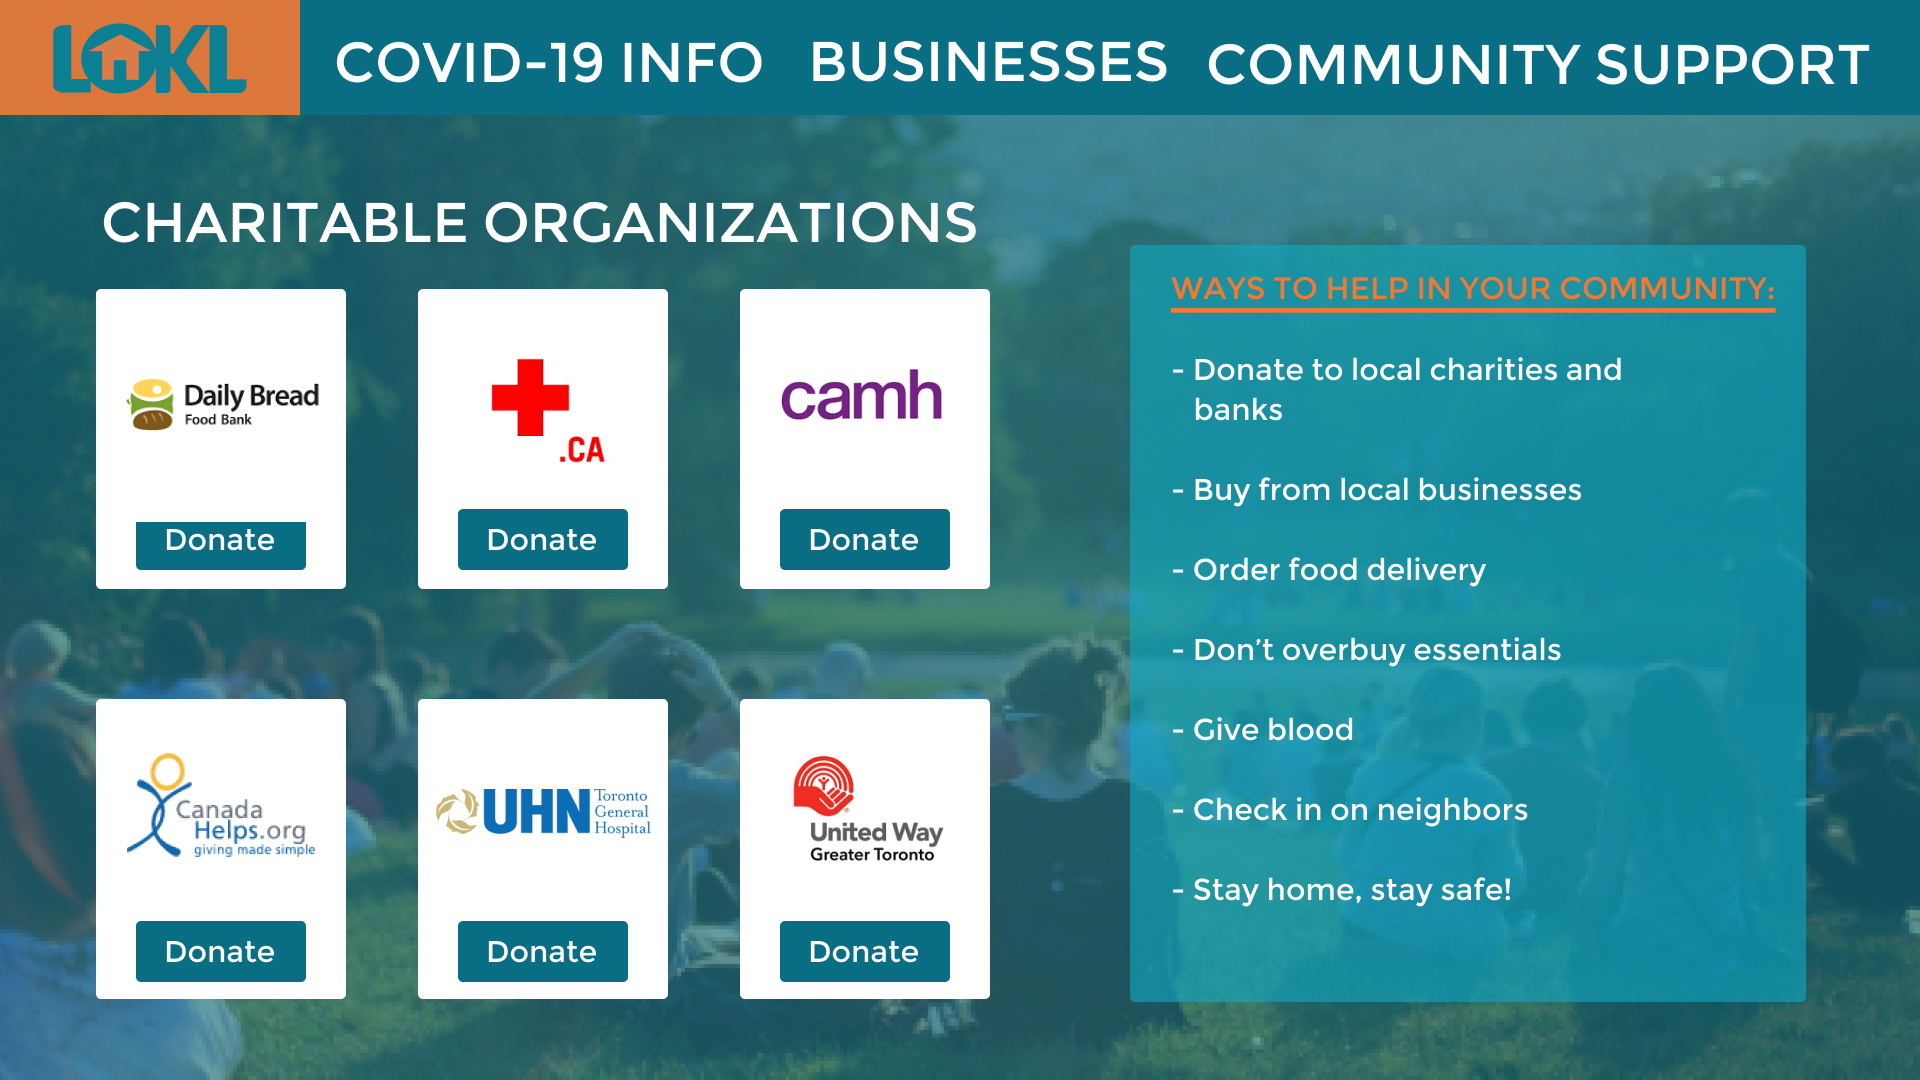 LOKL
COVID-19 INFO
BUSINESSES
COMMUNITY SUPPORT
CHARITABLE ORGANIZATIONS
Daily Bread
Food Bank
Donate
.CA
Donate
camh
Donate
Canada
Helps.org
giving made simple
Donate
UHN
Toronto
General
Hospital
Donate
United Way
Greater Toronto
Donate
WAYS TO HELP IN YOUR COMMUNITY:
- Donate to local charities and
banks
- Buy from local businesses
- Order food delivery
- Don’t overbuy essentials
- Give blood
- Check in on neighbors
- Stay home, stay safe!